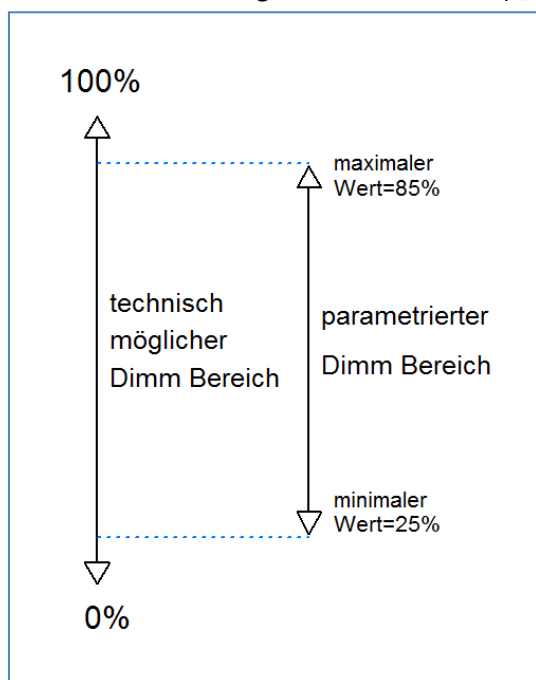 100%
maximaler
Wert=85%
technisch
möglicher
Dimm Bereich
parametrierter
Dimm Bereich
minimaler
Wert=25%
0%